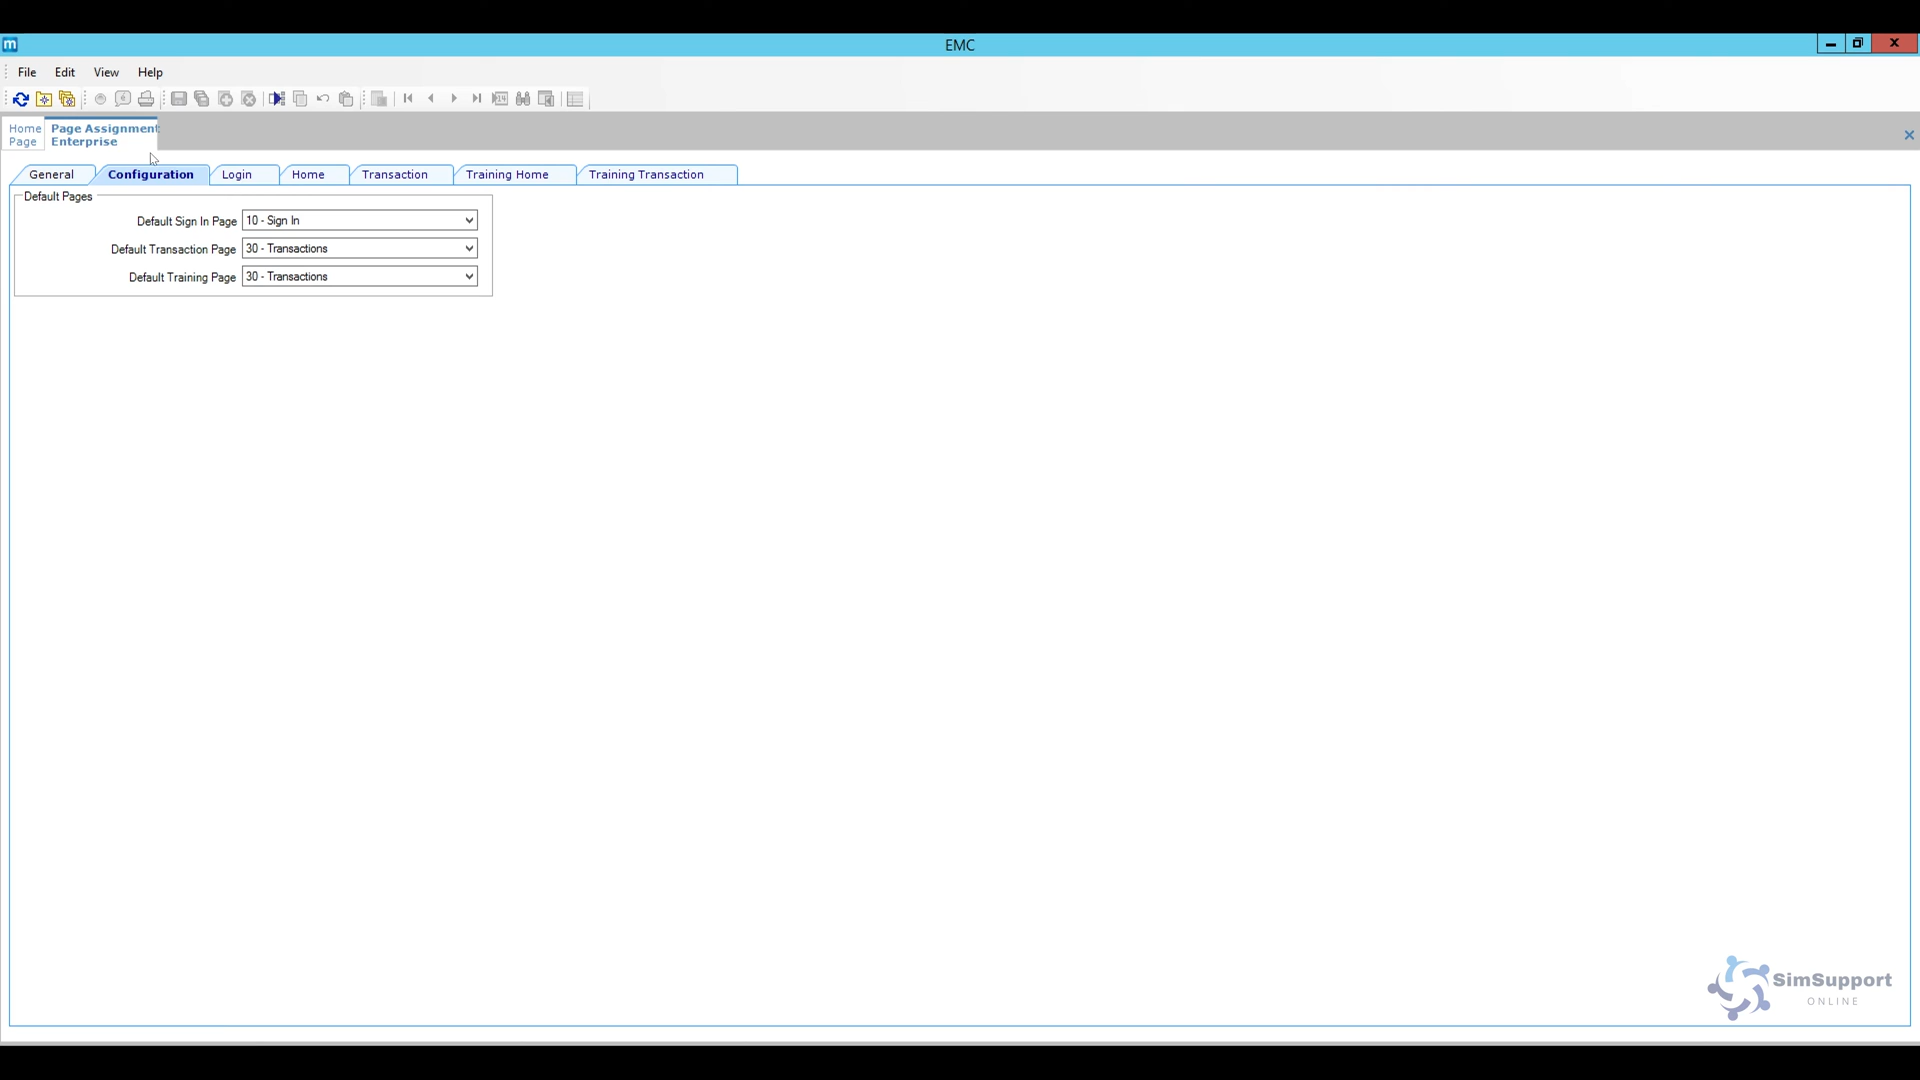 m
EMC
File Edit View Help
Home
Page
Page Assignment
Enterprise
General Configuration Login Home Transaction Training Home Training Transaction
Default Pages
Default Sign In Page 10 - Sign In
Default Transaction Page 30 - Transactions
Default Training Page 30 - Transactions
SimSupport
ONLINE